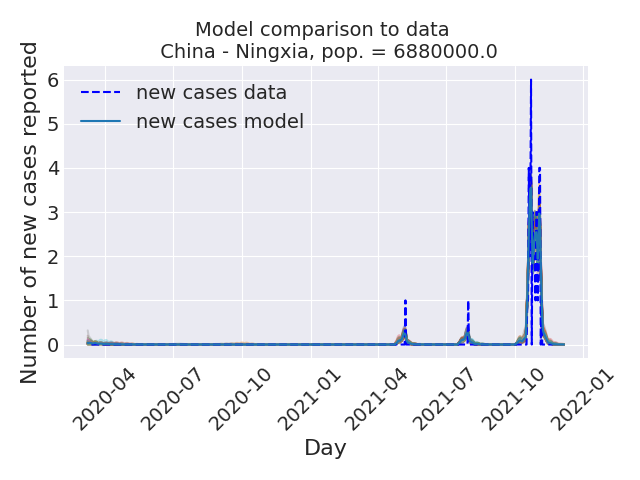 Model comparison to data
China - Ningxia, pop. = 6880000.0
Number of new cases reported
6
5
4
3
2
1
0
new cases data
new cases model
2020-04
2020-07
2020-10
2021-01
2021-04
2021-07
2021-10
2022-01
Day